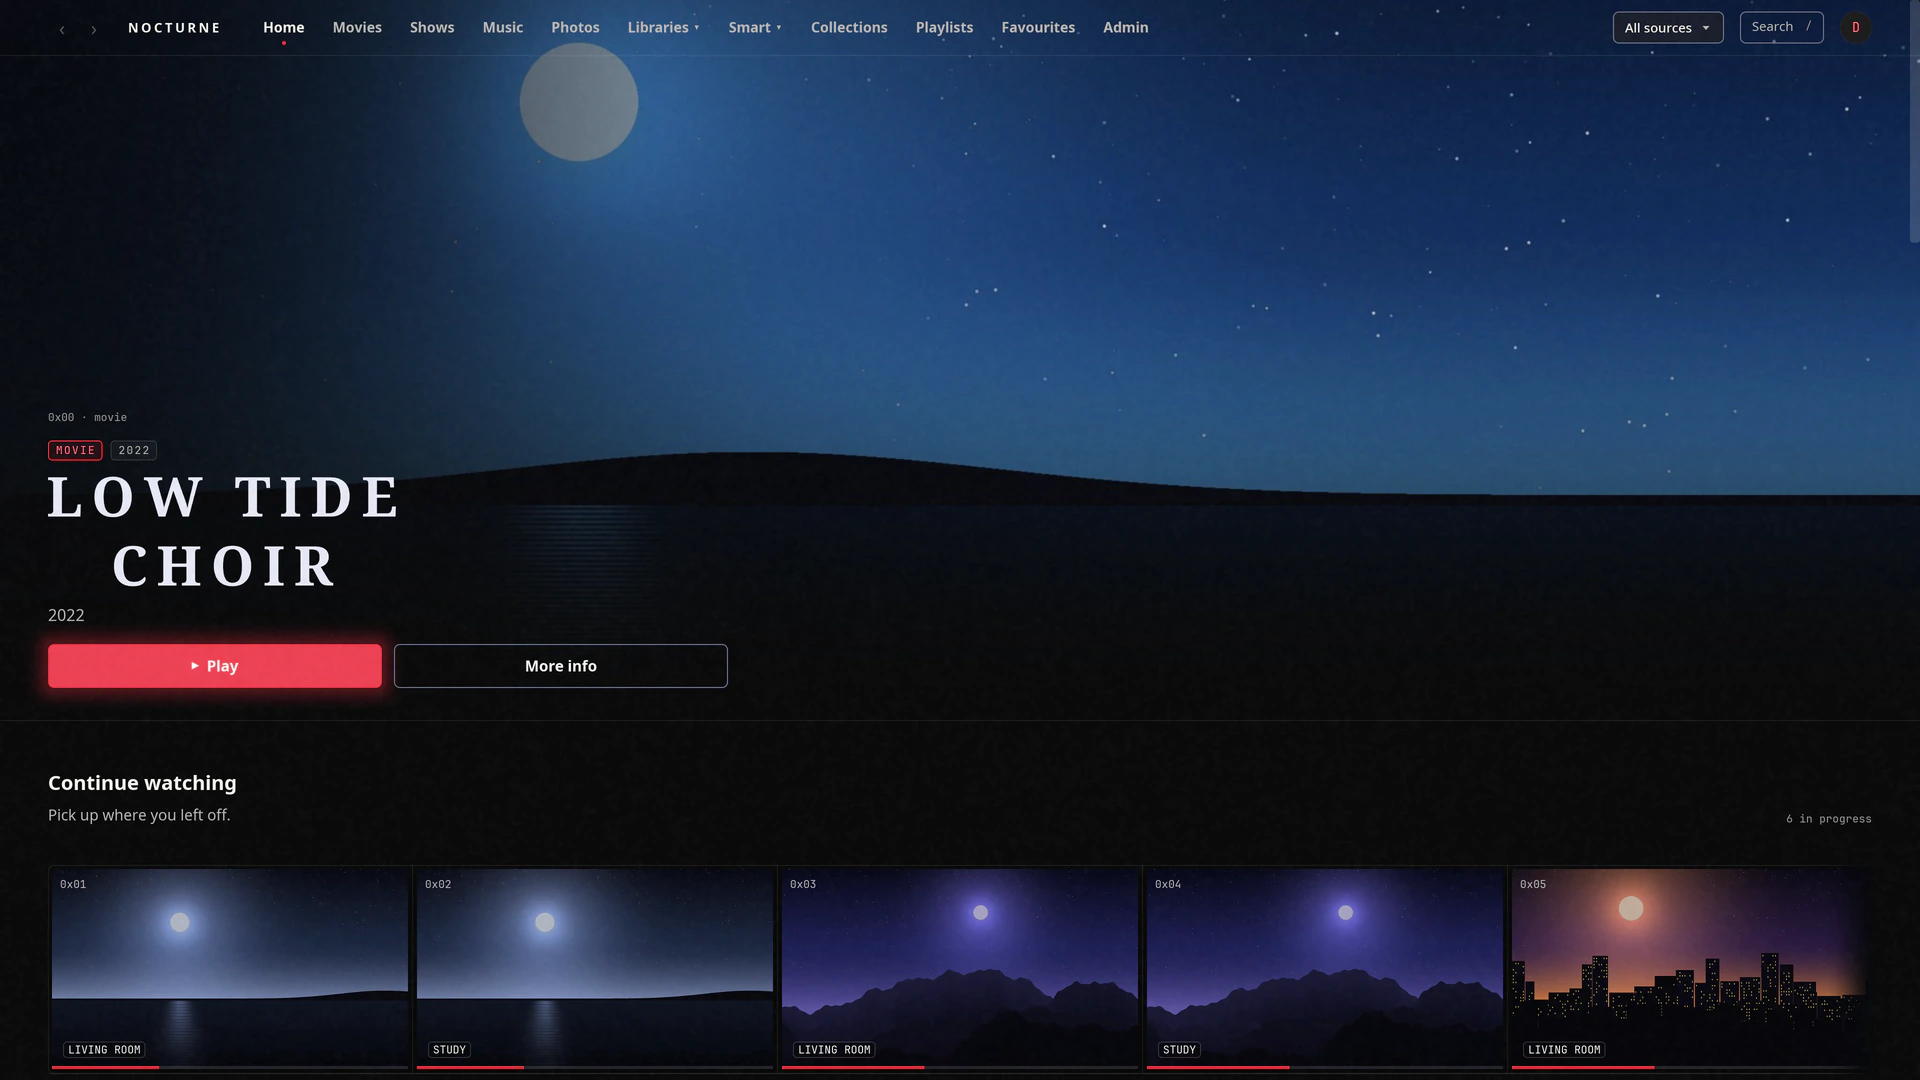 ‹ › NOCTURNE Home Movies Shows Music Photos Libraries ▾ Smart ▾ Collections Playlists Favourites Admin All sources ▾ Search / D
0x00 · movie
MOVIE 2022
LOW TIDE
CHOIR
2022
▶ Play More info
Continue watching
Pick up where you left off.
6 in progress
0x01 0x02 0x03 0x04 0x05
LIVING ROOM STUDY LIVING ROOM STUDY LIVING ROOM